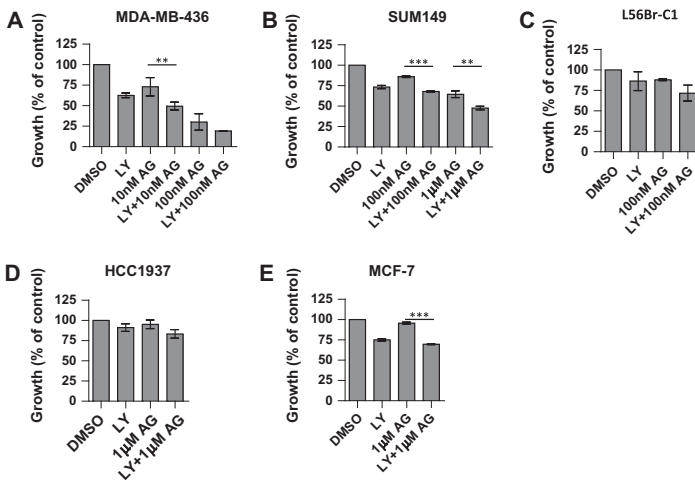 A
MDA-MB-436
Growth (% of control)
125
100
75
50
25
0
**
DMSO
LY
10nM AG
LY+10nM AG
100nM AG
LY+100nM AG
B
SUM149
Growth (% of control)
125
100
75
50
25
0
***
**
DMSO
LY
100nM AG
LY+100nM AG
1µM AG
LY+1µM AG
C
L56Br-C1
Growth (% of control)
125
100
75
50
25
0
DMSO
LY
100nM AG
LY+100nM AG
D
HCC1937
Growth (% of control)
125
100
75
50
25
0
DMSO
LY
1µM AG
LY+1µM AG
E
MCF-7
Growth (% of control)
125
100
75
50
25
0
***
DMSO
LY
1µM AG
LY+1µM AG